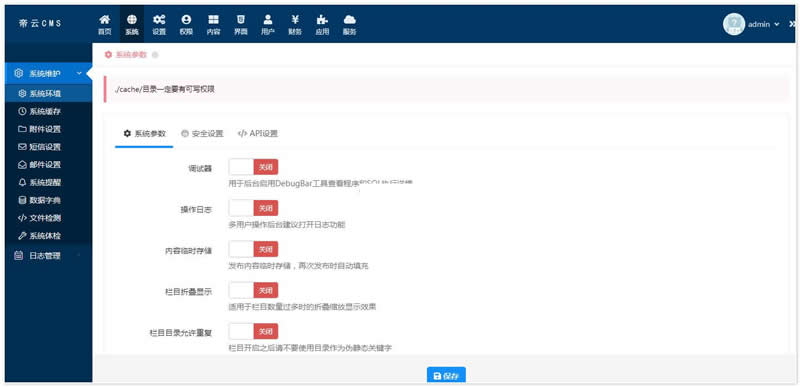 帝云CMS
首页 系统 设置 权限 内容 界面 用户 财务 应用 服务
admin
系统维护
系统环境
系统缓存
附件设置
短信设置
邮件设置
系统提醒
数据字典
文件检测
系统体检
日志管理
系统参数
./cache/目录一定要有可写权限
系统参数 安全设置 API设置
调试器 关闭
用于后台启用DebugBar工具查看程序和SQL执行详情
操作日志 关闭
多用户操作后台建议打开日志功能
内容临时存储 关闭
发布内容临时存储，再次发布时自动填充
栏目折叠显示 关闭
适用于栏目数量过多时的折叠缩放显示效果
栏目目录允许重复 关闭
栏目开启之后请不要使用目录作为伪静态关键字
保存